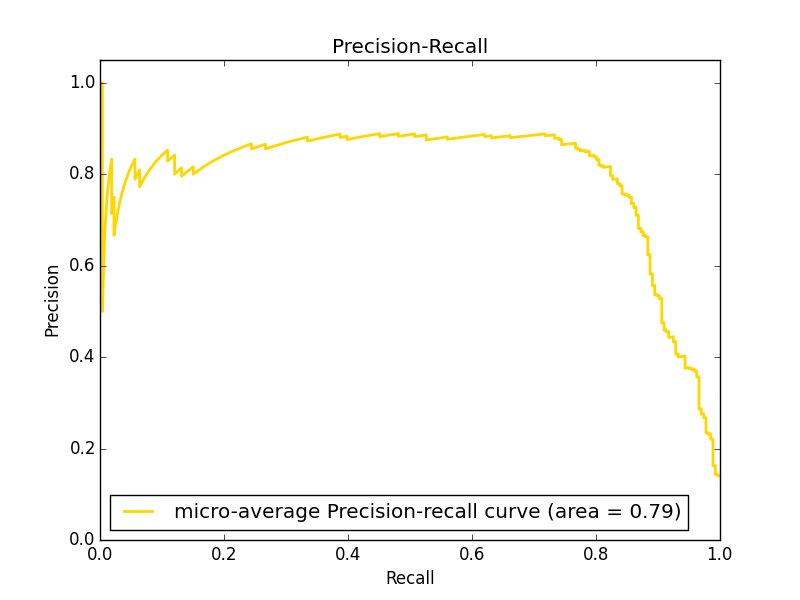 Precision-Recall
1.0
0.8
0.6
0.4
0.2
0.0
Precision
micro-average Precision-recall curve (area = 0.79)
0.0 0.2 0.4 0.6 0.8 1.0
Recall